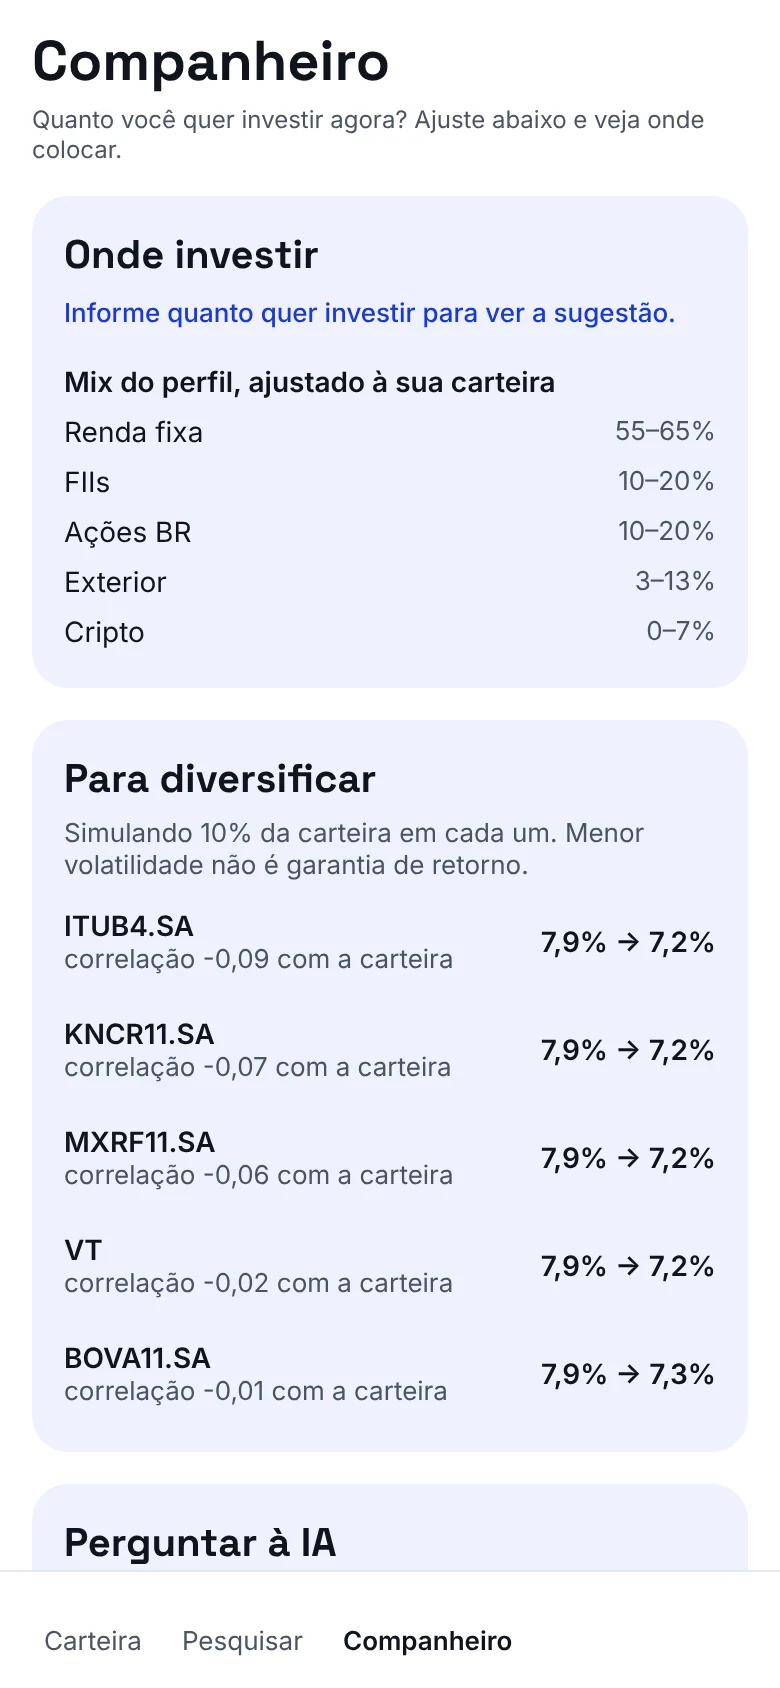 Companheiro
Quanto você quer investir agora? Ajuste abaixo e veja onde
colocar.
Onde investir
Informe quanto quer investir para ver a sugestão.
Mix do perfil, ajustado à sua carteira
Renda fixa 55–65%
FIIs 10–20%
Ações BR 10–20%
Exterior 3–13%
Cripto 0–7%
Para diversificar
Simulando 10% da carteira em cada um. Menor
volatilidade não é garantia de retorno.
ITUB4.SA
correlação -0,09 com a carteira
7,9% → 7,2%
KNCR11.SA
correlação -0,07 com a carteira
7,9% → 7,2%
MXRF11.SA
correlação -0,06 com a carteira
7,9% → 7,2%
VT
correlação -0,02 com a carteira
7,9% → 7,2%
BOVA11.SA
correlação -0,01 com a carteira
7,9% → 7,3%
Perguntar à IA
Carteira Pesquisar Companheiro